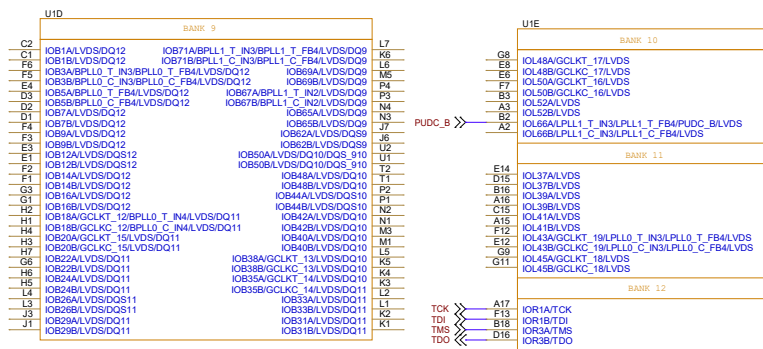 U1D
BANK 9
C2 IOB1A/LVDS/DQ12 IOB71A/BPLL1_T_IN3/BPLL1_T_FB4/LVDS/DQ9 L7
C1 IOB1B/LVDS/DQ12 IOB71B/BPLL1_C_IN3/BPLL1_C_FB4/LVDS/DQ9 K6
F6 IOB3A/BPLL0_T_IN3/BPLL0_T_FB4/LVDS/DQ12 IOB69A/LVDS/DQ9 L6
F5 IOB3B/BPLL0_C_IN3/BPLL0_C_FB4/LVDS/DQ12 IOB69B/LVDS/DQ9 M5
E4 IOB5A/BPLL0_T_FB4/LVDS/DQ12 IOB67A/BPLL1_T_IN2/LVDS/DQ9 P4
D3 IOB5B/BPLL0_C_FB4/LVDS/DQ12 IOB67B/BPLL1_C_IN2/LVDS/DQ9 P3
D2 IOB7A/LVDS/DQ12 IOB65A/LVDS/DQ9 N4
D1 IOB7B/LVDS/DQ12 IOB65B/LVDS/DQ9 N3
F4 IOB9A/LVDS/DQ12 IOB62A/LVDS/DQS9 J7
F3 IOB9B/LVDS/DQ12 IOB62B/LVDS/DQS9 J6
E3 IOB12A/LVDS/DQS12 IOB50A/LVDS/DQ10/DQS_910 U2
E1 IOB12B/LVDS/DQS12 IOB50B/LVDS/DQ10/DQS_910 U1
F2 IOB14A/LVDS/DQ12 IOB48A/LVDS/DQ10 T2
F1 IOB14B/LVDS/DQ12 IOB48B/LVDS/DQ10 T1
G3 IOB16A/LVDS/DQ12 IOB44A/LVDS/DQS10 P2
G1 IOB16B/LVDS/DQ12 IOB44B/LVDS/DQS10 P1
H2 IOB18A/GCLKT_12/BPLL0_T_IN4/LVDS/DQ11 IOB42A/LVDS/DQ10 N2
H1 IOB18B/GCLKC_12/BPLL0_C_IN4/LVDS/DQ11 IOB42B/LVDS/DQ10 N1
H4 IOB20A/GCLKT_15/LVDS/DQ11 IOB40A/LVDS/DQ10 M3
H3 IOB20B/GCLKC_15/LVDS/DQ11 IOB40B/LVDS/DQ10 M1
H7 IOB22A/LVDS/DQ11 IOB38A/GCLKT_13/LVDS/DQ10 L5
G6 IOB22B/LVDS/DQ11 IOB38B/GCLKC_13/LVDS/DQ10 K5
H6 IOB24A/LVDS/DQ11 IOB35A/GCLKT_14/LVDS/DQ10 K4
H5 IOB24B/LVDS/DQ11 IOB35B/GCLKC_14/LVDS/DQ11 K3
L4 IOB26A/LVDS/DQS11 IOB33A/LVDS/DQ11 L2
L3 IOB26B/LVDS/DQS11 IOB33B/LVDS/DQ11 L1
J3 IOB29A/LVDS/DQ11 IOB31A/LVDS/DQ11 K2
J1 IOB29B/LVDS/DQ11 IOB31B/LVDS/DQ11 K1
U1E
BANK 10
G8 IOL48A/GCLKT_17/LVDS
E8 IOL48B/GCLKC_17/LVDS
E6 IOL50A/GCLKT_16/LVDS
F7 IOL50B/GCLKC_16/LVDS
B3 IOL52A/LVDS
A3 IOL52B/LVDS
PUDC_B B2 IOL66A/LPLL1_T_IN3/LPLL1_T_FB4/PUDC_B/LVDS
A2 IOL66B/LPLL1_C_IN3/LPLL1_C_FB4/LVDS
BANK 11
E14 IOL37A/LVDS
D15 IOL37B/LVDS
B16 IOL39A/LVDS
A16 IOL39B/LVDS
C15 IOL41A/LVDS
A15 IOL41B/LVDS
F12 IOL43A/GCLKT_19/LPLL0_T_IN3/LPLL0_T_FB4/LVDS
E12 IOL43B/GCLKC_19/LPLL0_C_IN3/LPLL0_C_FB4/LVDS
G9 IOL45A/GCLKT_18/LVDS
G11 IOL45B/GCLKC_18/LVDS
BANK 12
TCK A17 IOR1A/TCK
TDI F13 IOR1B/TDI
TMS B18 IOR3A/TMS
TDO D16 IOR3B/TDO